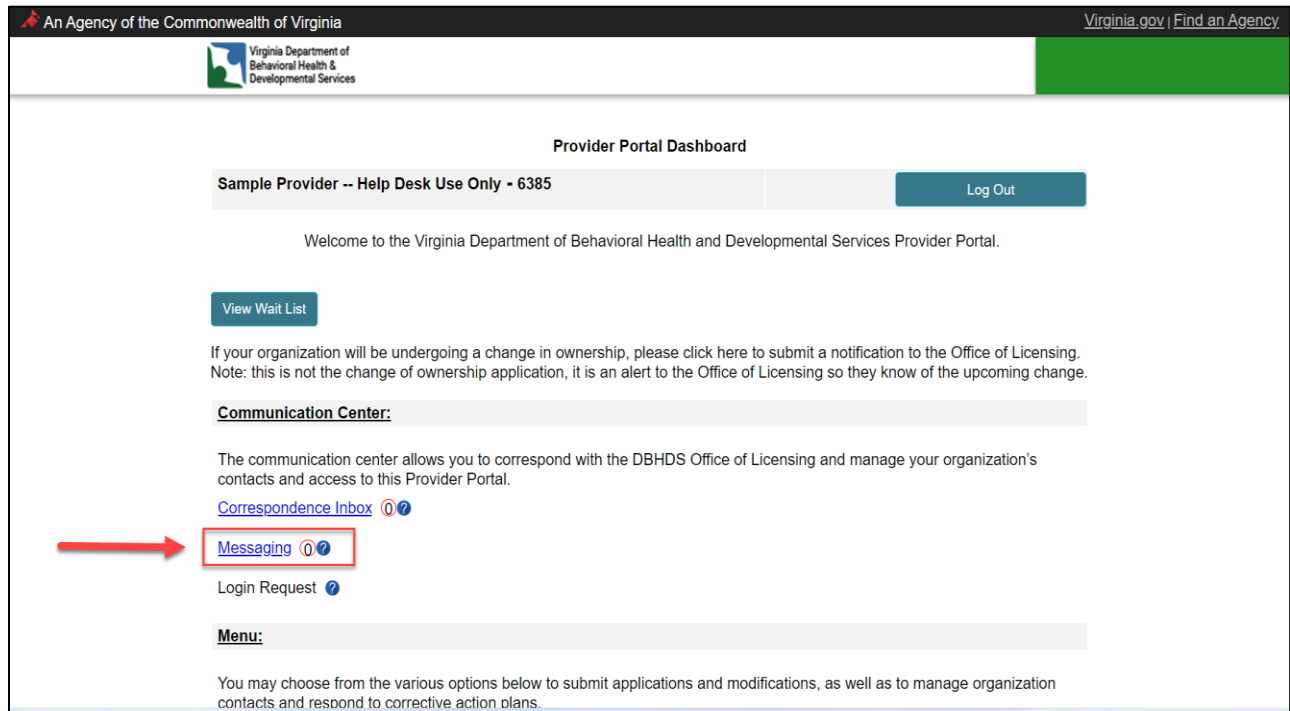 An Agency of the Commonwealth of Virginia
Virginia.gov | Find an Agency
Virginia Department of
Behavioral Health &
Developmental Services
Provider Portal Dashboard
Sample Provider -- Help Desk Use Only - 6385
Log Out
Welcome to the Virginia Department of Behavioral Health and Developmental Services Provider Portal.
View Wait List
If your organization will be undergoing a change in ownership, please click here to submit a notification to the Office of Licensing.
Note: this is not the change of ownership application, it is an alert to the Office of Licensing so they know of the upcoming change.
Communication Center:
The communication center allows you to correspond with the DBHDS Office of Licensing and manage your organization's
contacts and access to this Provider Portal.
Correspondence Inbox 0 ?
Messaging 0 ?
Login Request ?
Menu:
You may choose from the various options below to submit applications and modifications, as well as to manage organization
contacts and respond to corrective action plans.